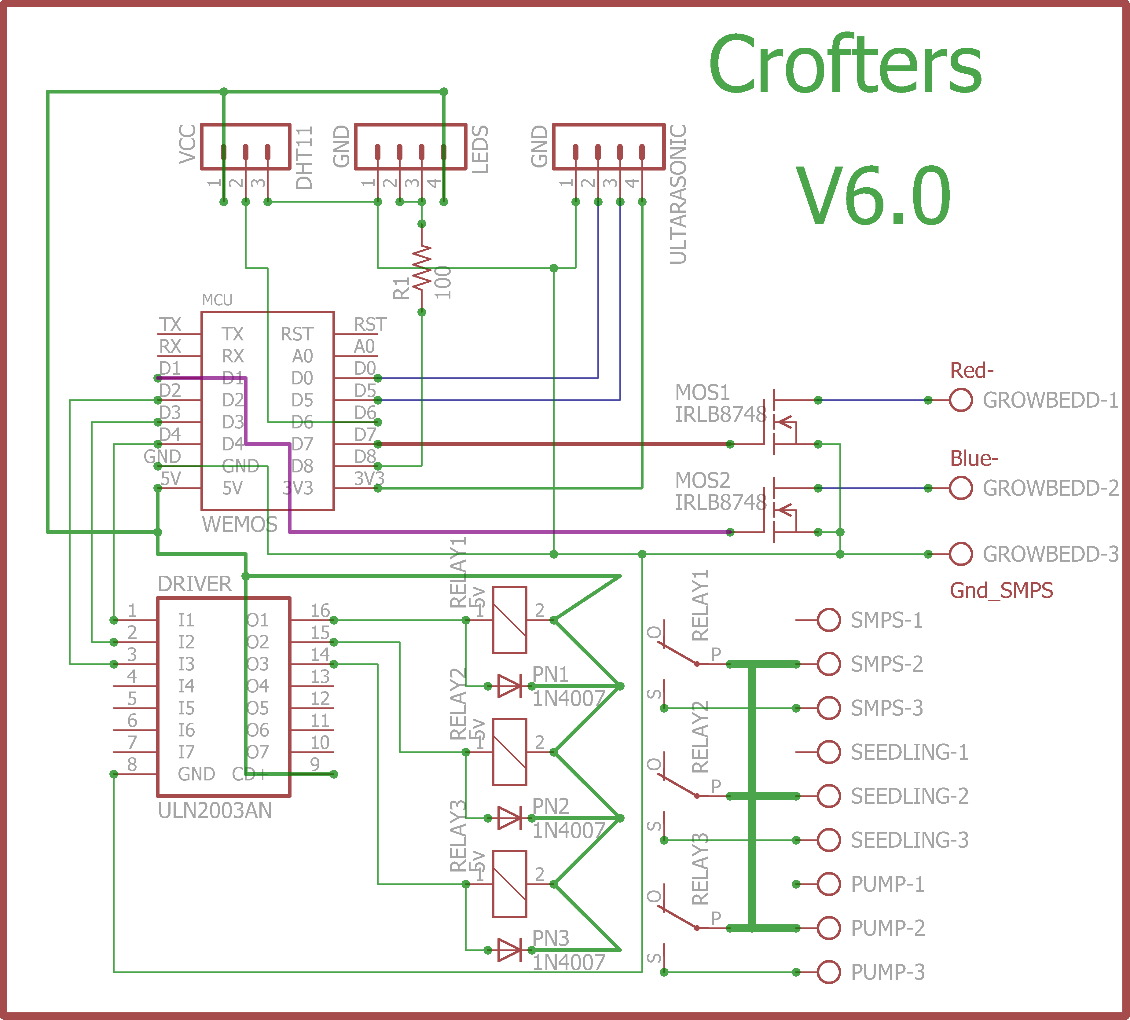 Crofters
V6.0
VCC
1
2
3
DHT11
GND
1
2
3
4
LEDS
GND
1
2
3
4
ULTARASONIC
R1
100
MCU
TX
RX
D1
D2
D3
D4
GND
5V
TX
RX
D1
D2
D3
D4
GND
5V
RST
A0
D0
D5
D6
D7
D8
3V3
RST
A0
D0
D5
D6
D7
D8
3V3
WEMOS
MOS1
IRLB8748
MOS2
IRLB8748
Red-
GROWBEDD-1
Blue-
GROWBEDD-2
GROWBEDD-3
Gnd_SMPS
DRIVER
1
2
3
4
5
6
7
8
I1
I2
I3
I4
I5
I6
I7
GND
O1
O2
O3
O4
O5
O6
O7
CD+
16
15
14
13
12
11
10
9
ULN2003AN
RELAY1
5v
1
2
PN1
1N4007
RELAY2
5v
1
2
PN2
1N4007
RELAY3
5v
1
2
PN3
1N4007
RELAY1
O
P
S
RELAY2
O
P
S
RELAY3
O
P
S
SMPS-1
SMPS-2
SMPS-3
SEEDLING-1
SEEDLING-2
SEEDLING-3
PUMP-1
PUMP-2
PUMP-3